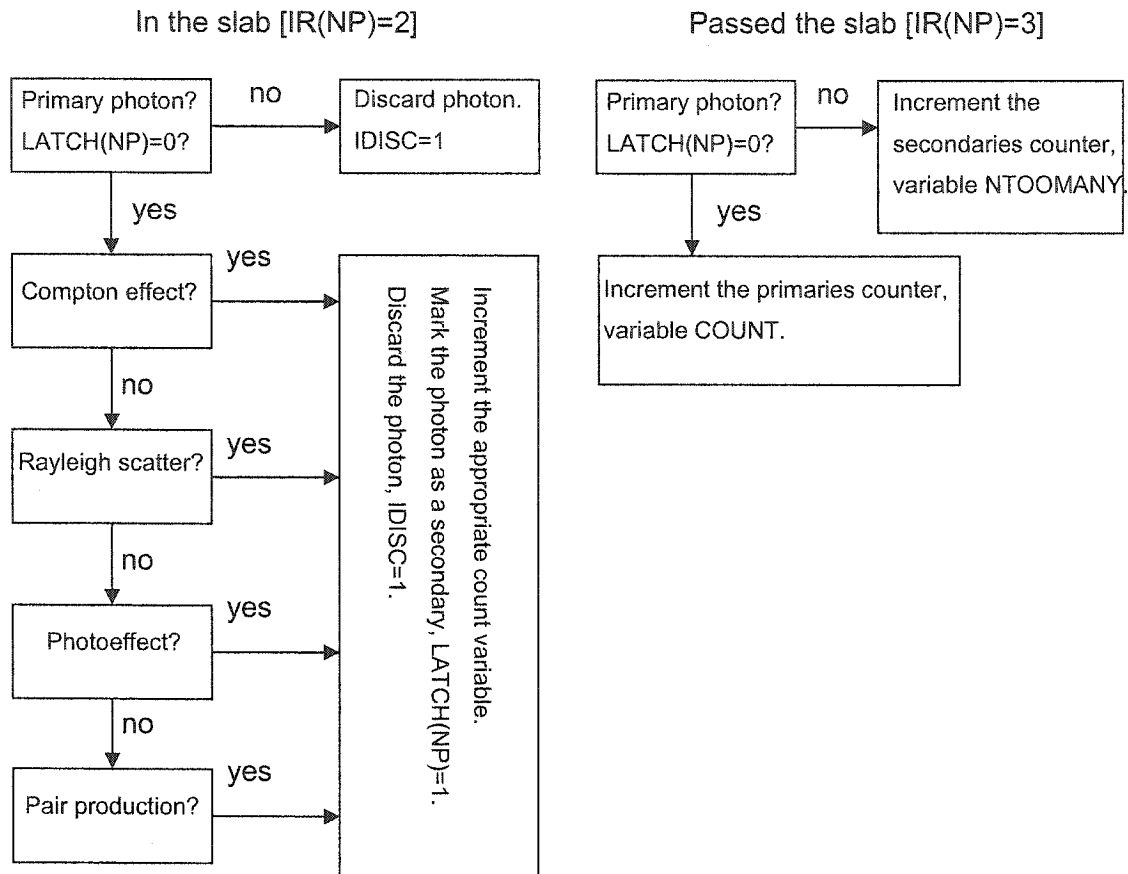 In the slab [IR(NP)=2]
Primary photon?
LATCH(NP)=0?
no
Discard photon.
IDISC=1
yes
Compton effect?
yes
no
Rayleigh scatter?
yes
no
Photoeffect?
yes
no
Pair production?
yes
Increment the appropriate count variable.
Mark the photon as a secondary, LATCH(NP)=1.
Discard the photon, IDISC=1.
Passed the slab [IR(NP)=3]
Primary photon?
LATCH(NP)=0?
no
Increment the
secondaries counter,
variable NTOOMANY.
yes
Increment the primaries counter,
variable COUNT.